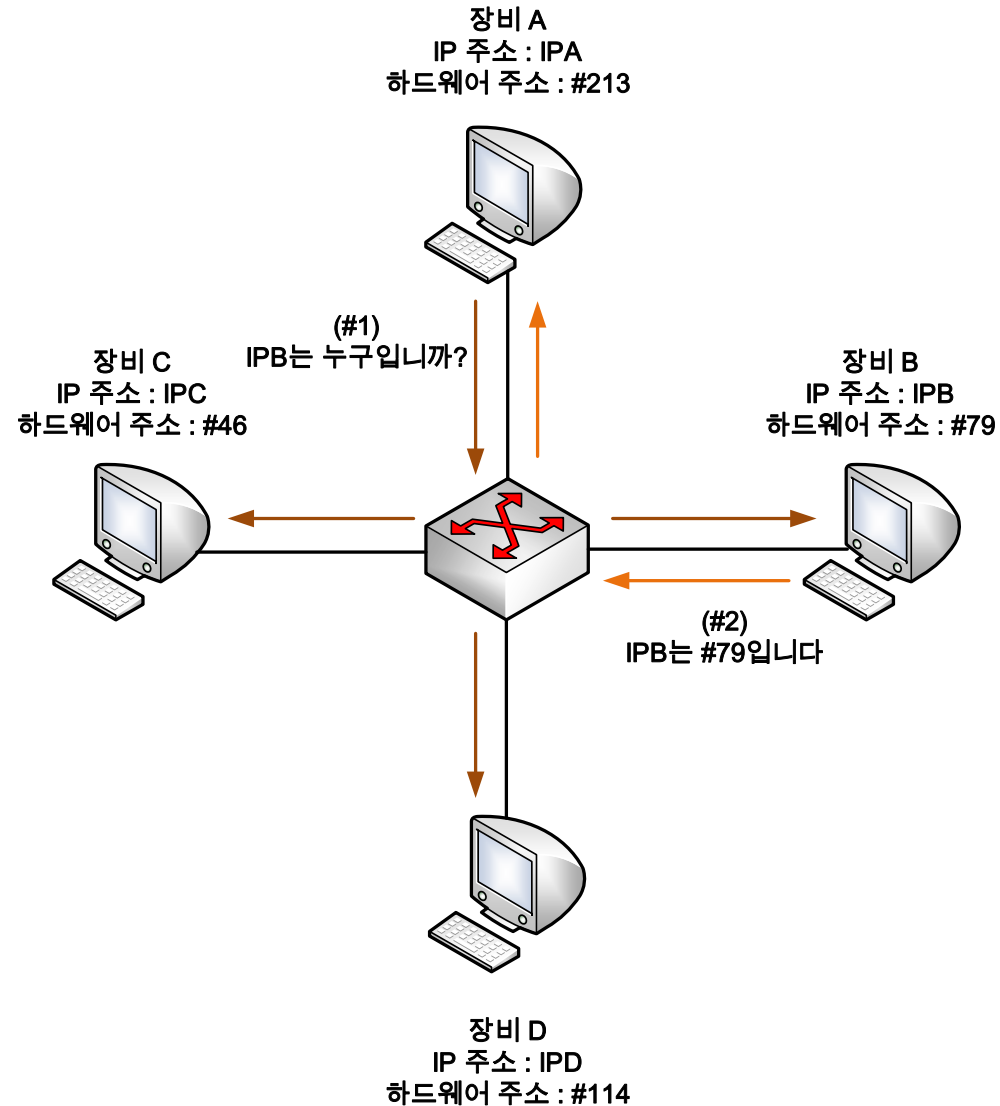 장비 A
IP 주소 : IPA
하드웨어 주소 : #213
(#1)
IPB는 누구입니까?
장비 C
IP 주소 : IPC
하드웨어 주소 : #46
장비 B
IP 주소 : IPB
하드웨어 주소 : #79
(#2)
IPB는 #79입니다
장비 D
IP 주소 : IPD
하드웨어 주소 : #114